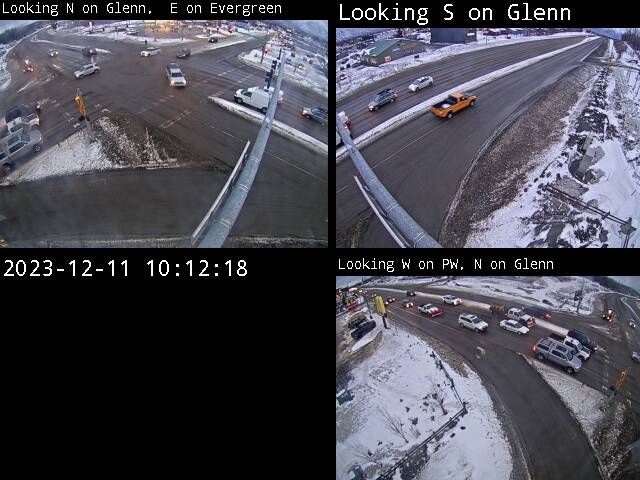 Looking N on Glenn,  E on Evergreen
Looking S on Glenn
2023-12-11 10:12:18
Looking W on PW, N on Glenn